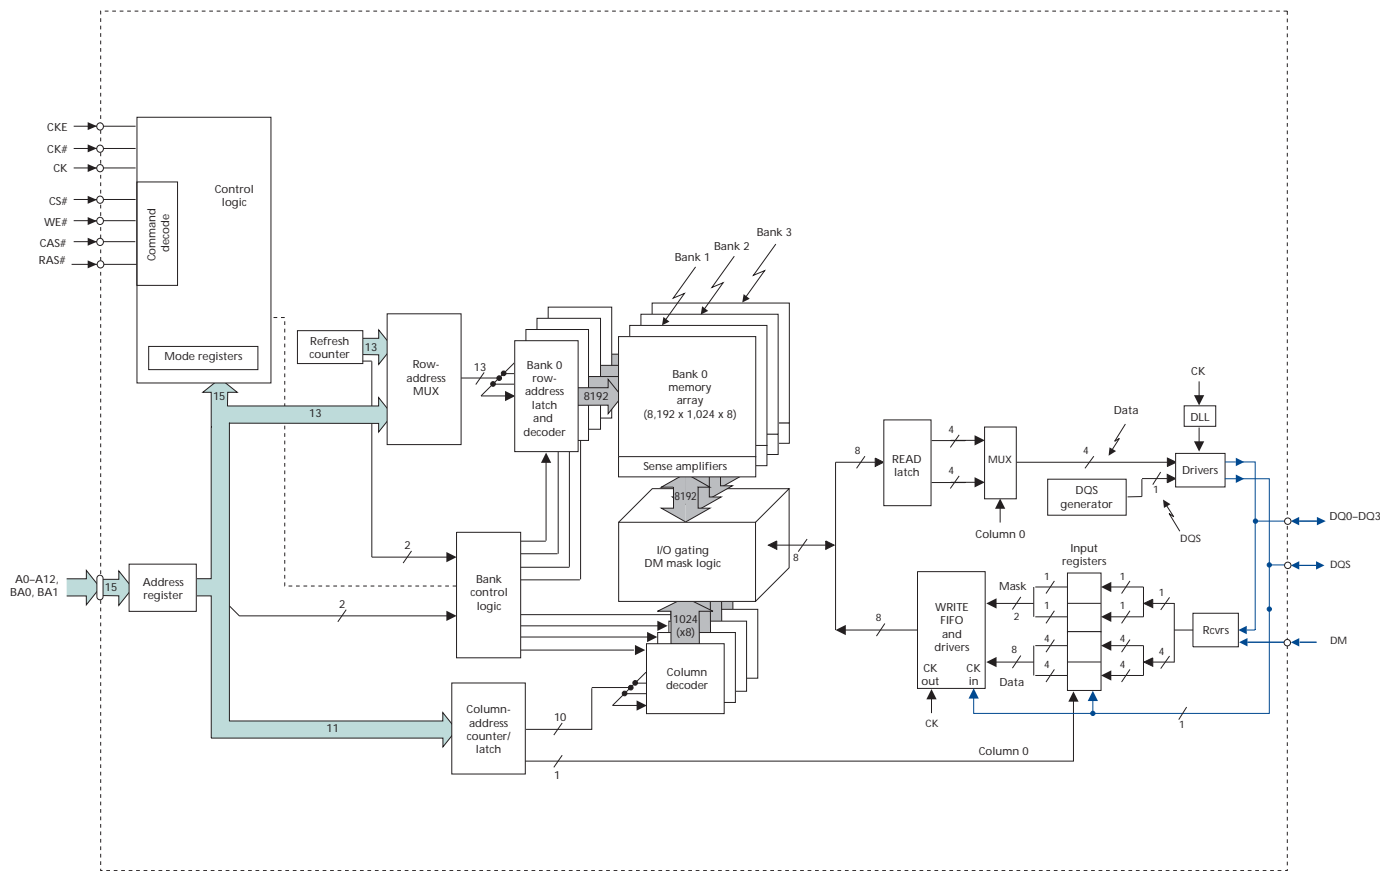 CKE
CK#
CK
CS#
WE#
CAS#
RAS#
Command
decode
Control
logic
Mode registers
15
Refresh
counter
13
13
Row-
address
MUX
13
Bank 0
row-
address
latch
and
decoder
8192
Bank 1
Bank 2
Bank 3
Bank 0
memory
array
(8,192 x 1,024 x 8)
Sense amplifiers
8192
I/O gating
DM mask logic
1024
(x8)
Column
decoder
A0–A12,
BA0, BA1
15
Address
register
2
2
Bank
control
logic
11
Column-
address
counter/
latch
10
1
Column 0
8
8
READ
latch
4
4
MUX
Column 0
4
Data
CK
DLL
Drivers
DQS
generator
1
DQS
DQ0–DQ3
DQS
DM
8
WRITE
FIFO
and
drivers
CK
out
CK
in
CK
Mask
2
8
Data
Input
registers
1
1
4
4
1
1
4
4
1
4
Rcvrs
1